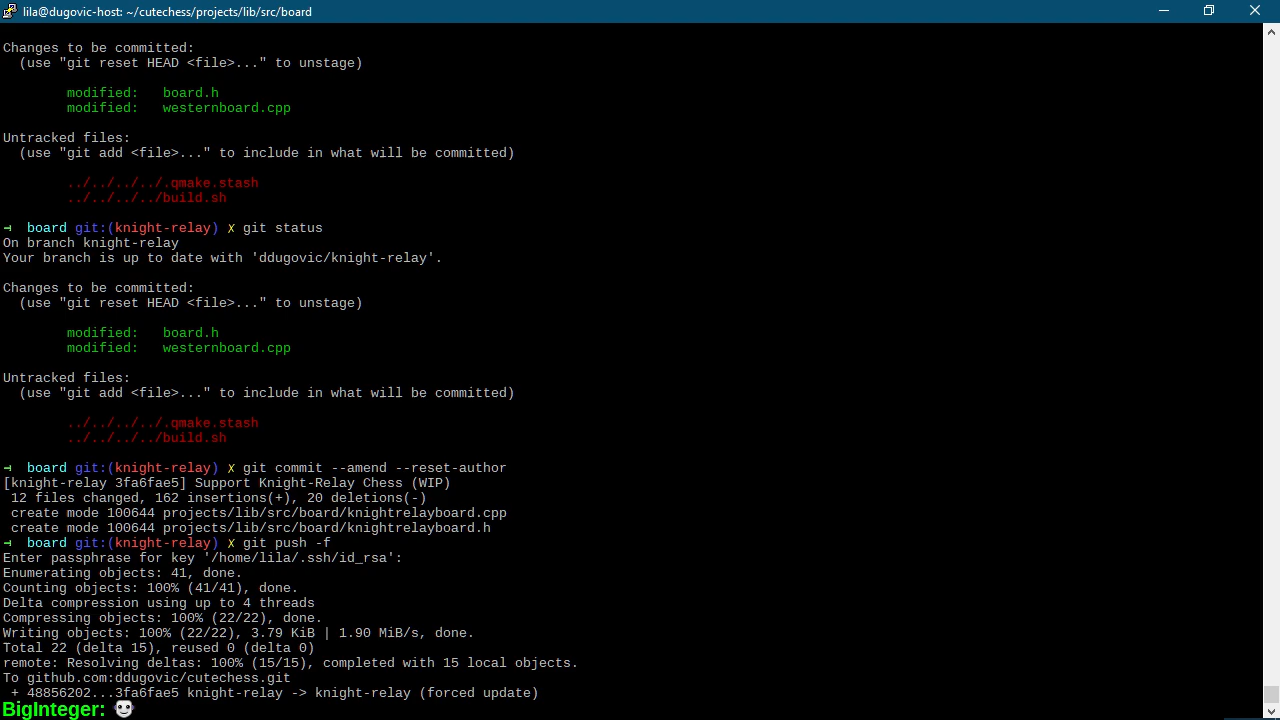 lila@dugovic-host: ~/cutechess/projects/lib/src/board
Changes to be committed:
  (use "git reset HEAD <file>..." to unstage)
        modified:   board.h
        modified:   westernboard.cpp
Untracked files:
  (use "git add <file>..." to include in what will be committed)
        ../../../../.qmake.stash
        ../../../../build.sh
→  board git:(knight-relay) ✗ git status
On branch knight-relay
Your branch is up to date with 'ddugovic/knight-relay'.
Changes to be committed:
  (use "git reset HEAD <file>..." to unstage)
        modified:   board.h
        modified:   westernboard.cpp
Untracked files:
  (use "git add <file>..." to include in what will be committed)
        ../../../../.qmake.stash
        ../../../../build.sh
→  board git:(knight-relay) ✗ git commit --amend --reset-author
[knight-relay 3fa6fae5] Support Knight-Relay Chess (WIP)
 12 files changed, 162 insertions(+), 20 deletions(-)
 create mode 100644 projects/lib/src/board/knightrelayboard.cpp
 create mode 100644 projects/lib/src/board/knightrelayboard.h
→  board git:(knight-relay) ✗ git push -f
Enter passphrase for key '/home/lila/.ssh/id_rsa':
Enumerating objects: 41, done.
Counting objects: 100% (41/41), done.
Delta compression using up to 4 threads
Compressing objects: 100% (22/22), done.
Writing objects: 100% (22/22), 3.79 KiB | 1.90 MiB/s, done.
Total 22 (delta 15), reused 0 (delta 0)
remote: Resolving deltas: 100% (15/15), completed with 15 local objects.
To github.com:ddugovic/cutechess.git
 + 48856202...3fa6fae5 knight-relay -> knight-relay (forced update)
BigInteger: